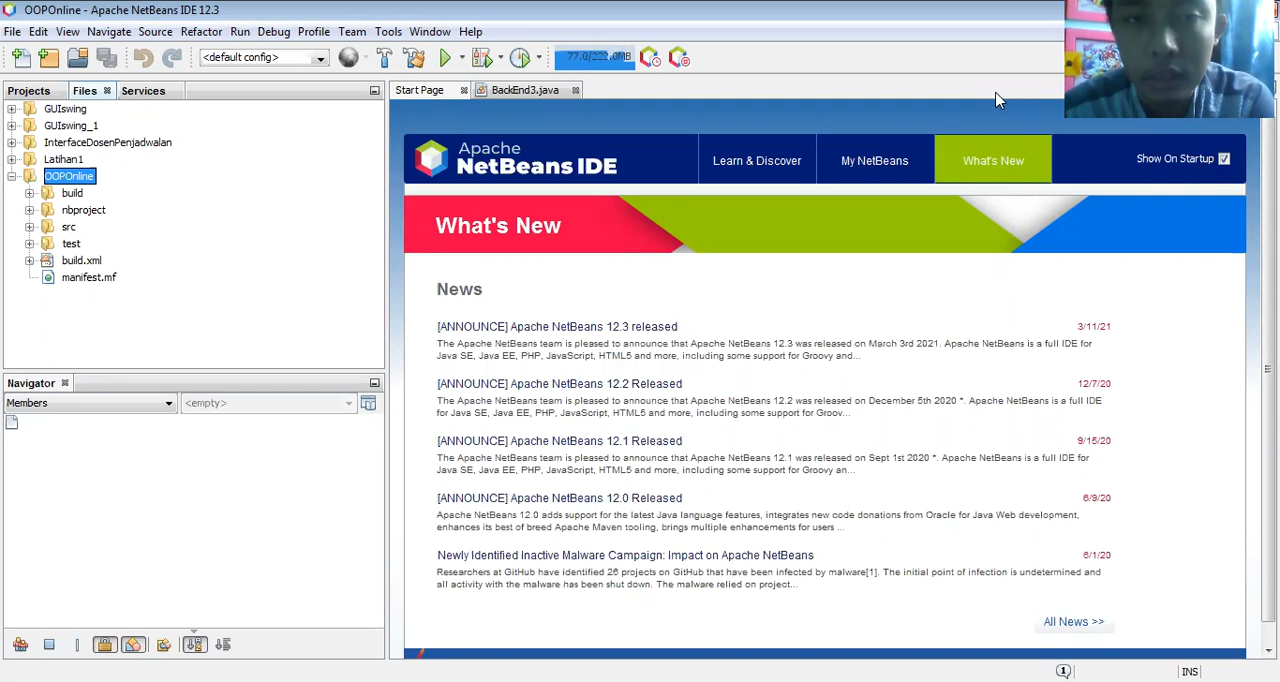 OOPOnline - Apache NetBeans IDE 12.3
File Edit View Navigate Source Refactor Run Debug Profile Team Tools Window Help
<default config>
77.0/222.0MB
Projects Files Services
Start Page BackEnd3.java
GUIswing
GUIswing_1
InterfaceDosenPenjadwalan
Latihan1
OOPOnline
build
nbproject
src
test
build.xml
manifest.mf
Apache
NetBeans IDE
Learn & Discover My NetBeans What's New Show On Startup
What's New
News
[ANNOUNCE] Apache NetBeans 12.3 released 3/11/21
The Apache NetBeans team is pleased to announce that Apache NetBeans 12.3 was released on March 3rd 2021. Apache NetBeans is a full IDE for
Java SE, Java EE, PHP, JavaScript, HTML5 and more, including some support for Groovy and...
[ANNOUNCE] Apache NetBeans 12.2 Released 12/7/20
The Apache NetBeans team is pleased to announce that Apache NetBeans 12.2 was released on December 5th 2020 *. Apache NetBeans is a full IDE
for Java SE, Java EE, PHP, JavaScript, HTML5 and more, including some support for Groov...
[ANNOUNCE] Apache NetBeans 12.1 Released 9/15/20
The Apache NetBeans team is pleased to announce that Apache NetBeans 12.1 was released on Sept 1st 2020 *. Apache NetBeans is a full IDE for
Java SE, Java EE, PHP, JavaScript, HTML5 and more, including some support for Groovy an...
[ANNOUNCE] Apache NetBeans 12.0 Released 6/9/20
Apache NetBeans 12.0 adds support for the latest Java language features, integrates new code donations from Oracle for Java Web development,
enhances its best of breed Apache Maven tooling, brings multiple enhancements for users ...
Newly Identified Inactive Malware Campaign: Impact on Apache NetBeans 6/1/20
Researchers at GitHub have identified 26 projects on GitHub that have been infected by malware[1]. The initial point of infection is undetermined and
all activity with the malware has been shut down. The malware relied on project...
All News >>
Navigator
Members <empty>
1 INS